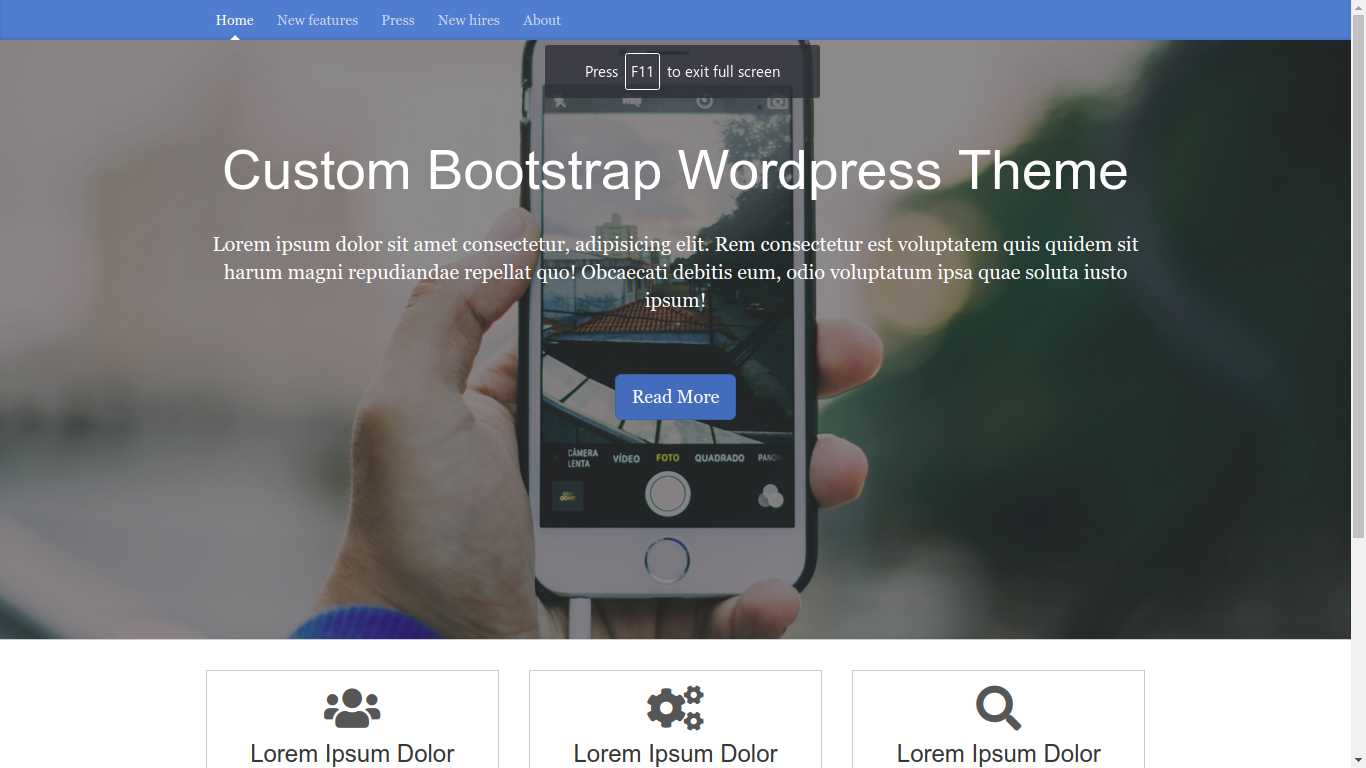 Home New features Press New hires About
Press F11 to exit full screen
Custom Bootstrap Wordpress Theme
Lorem ipsum dolor sit amet consectetur, adipisicing elit. Rem consectetur est voluptatem quis quidem sit
harum magni repudiandae repellat quo! Obcaecati debitis eum, odio voluptatum ipsa quae soluta iusto
ipsum!
Read More
CÂMERA
LENTA VÍDEO FOTO QUADRADO
Lorem Ipsum Dolor Lorem Ipsum Dolor Lorem Ipsum Dolor